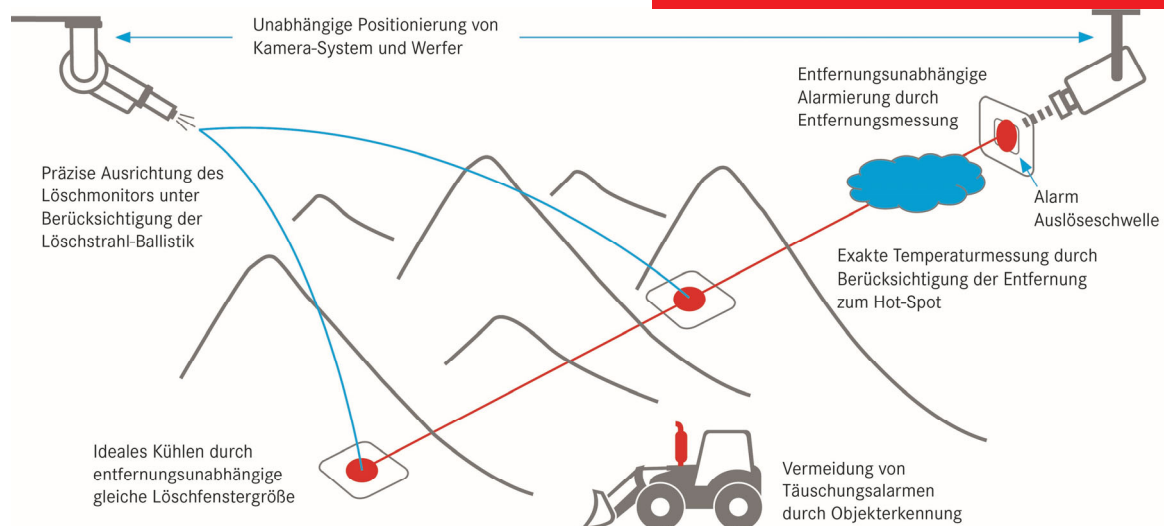 Unabhängige Positionierung von
Kamera-System und Werfer
Entfernungsunabhängige
Alarmierung durch
Entfernungsmessung
Präzise Ausrichtung des
Löschmonitors unter
Berücksichtigung der
Löschstrahl-Ballistik
Alarm
Auslöseschwelle
Exakte Temperaturmessung durch
Berücksichtigung der Entfernung
zum Hot-Spot
Ideales Kühlen durch
entfernungsunabhängige
gleiche Löschfenstergröße
Vermeidung von
Täuschungsalarmen
durch Objekterkennung